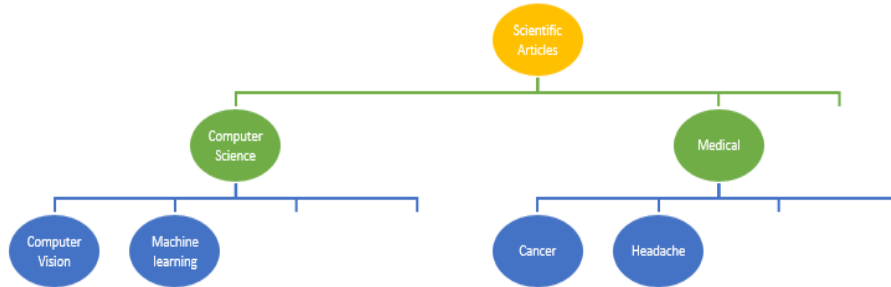 Scientific
Articles
Computer
Science
Medical
Computer
Vision
Machine
learning
Cancer
Headache